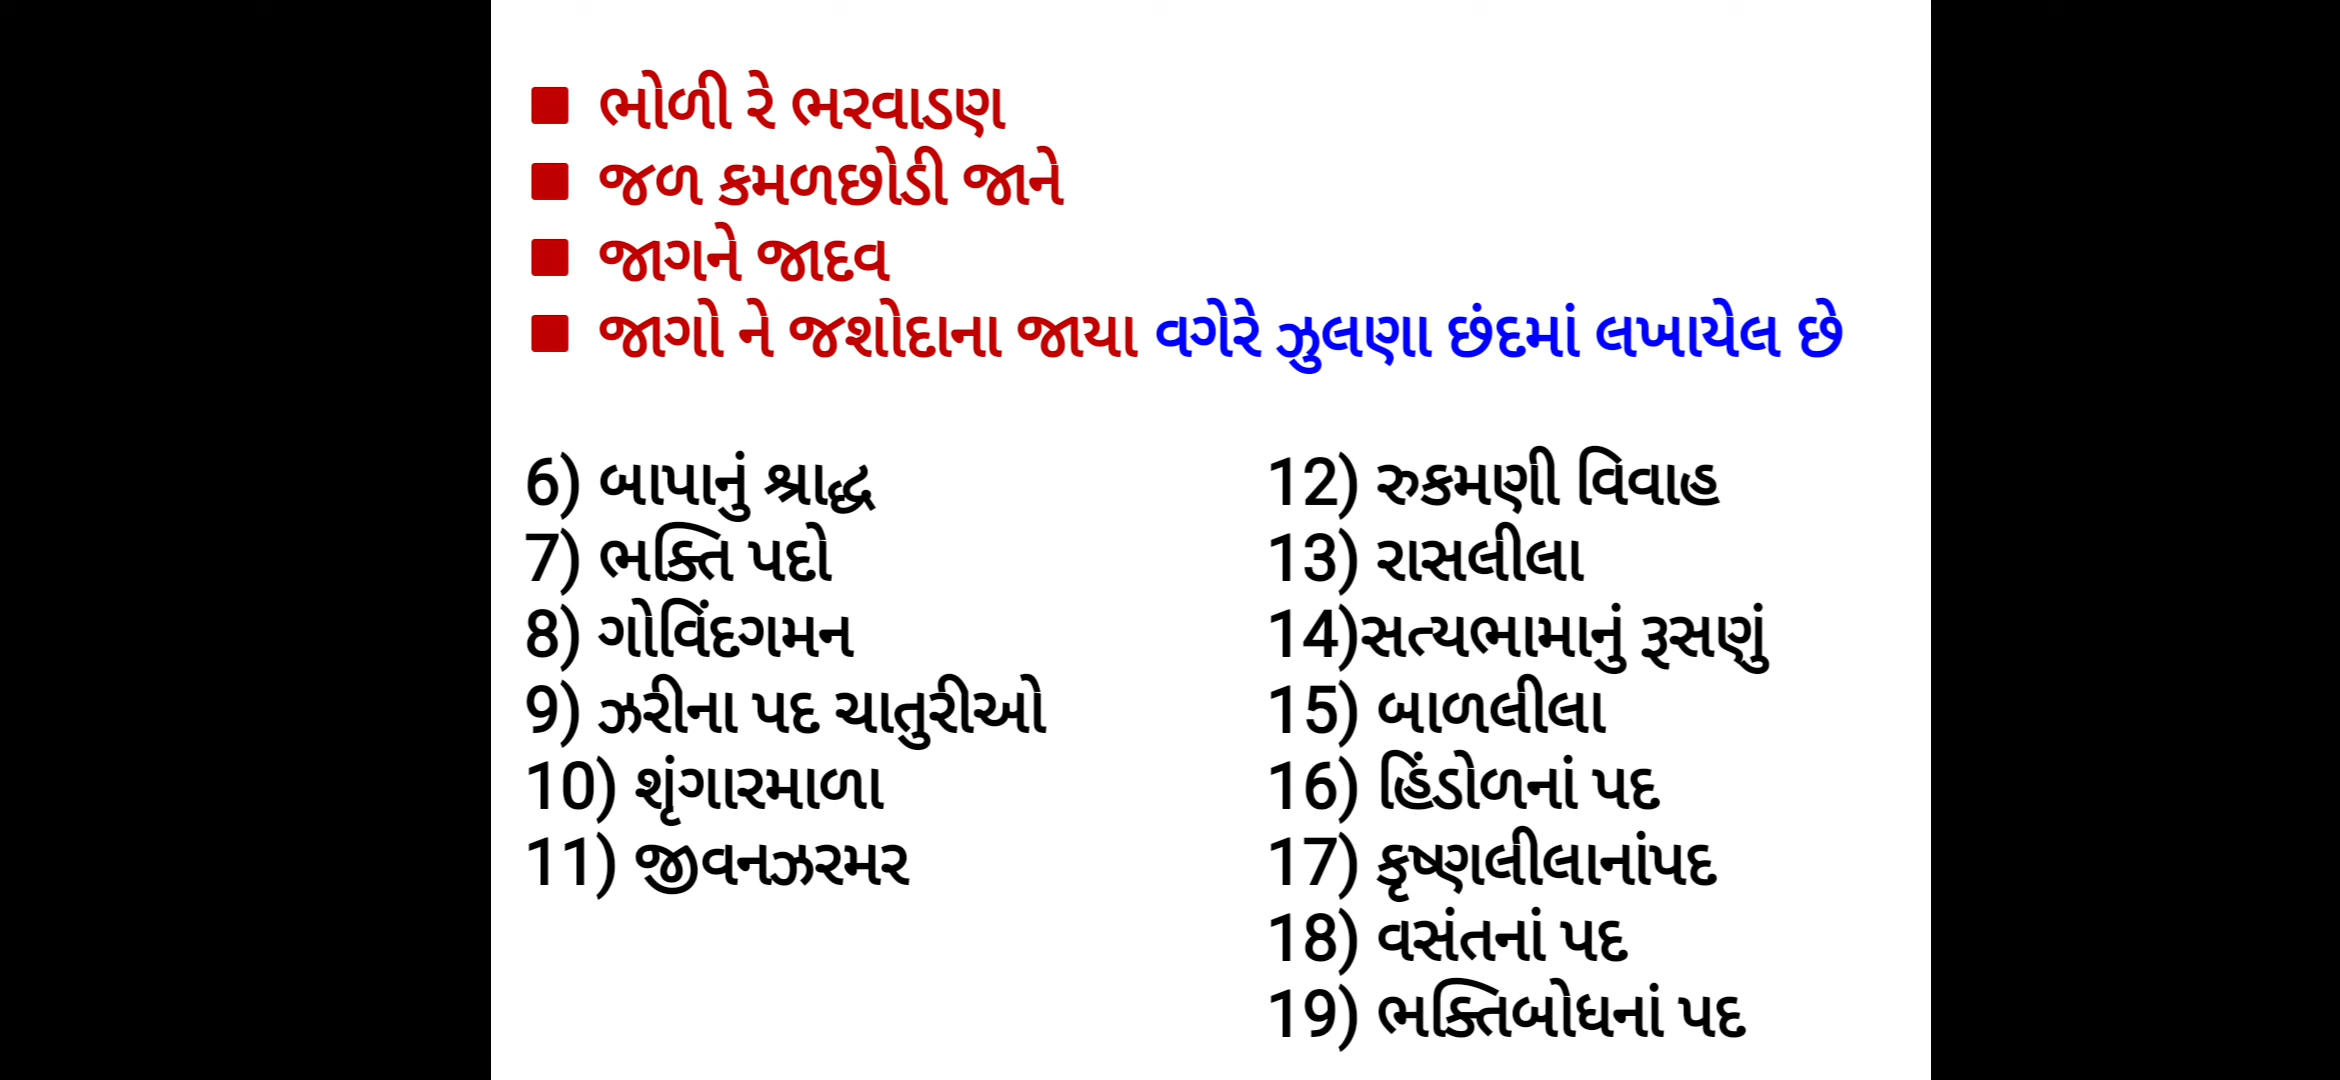 ■ ભોળી રે ભરવાડણ
■ જળ કમળછોડી જાને
■ જાગને જાદવ
■ જાગો ને જશોદાના જાયા વગેરે ઝુલણા છંદમાં લખાયેલ છે
6) બાપાનું શ્રાદ્ધ
7) ભક્તિ પદો
8) ગોવિંદગમન
9) ઝરીના પદ ચાતુરીઓ
10) શૃંગારમાળા
11) જીવનઝરમર
12) રુકમણી વિવાહ
13) રાસલીલા
14)સત્યભામાનું રૂસણું
15) બાળલીલા
16) હિંડોળનાં પદ
17) કૃષ્ણલીલાનાંપદ
18) વસંતનાં પદ
19) ભક્તિબોધનાં પદ